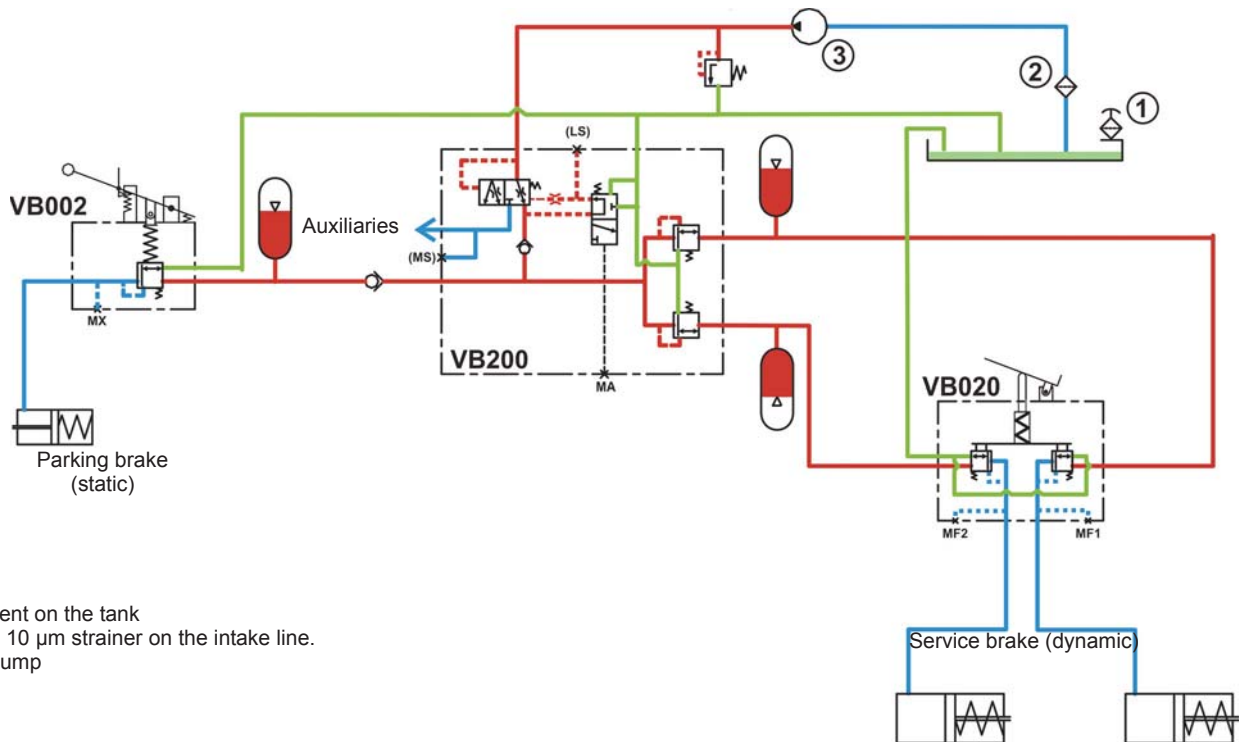 3
2
1
(LS)
VB002
Auxiliaries
(MS)
MX
VB200
MA
VB020
Parking brake
(static)
MF2
MF1
ent on the tank
10 µm strainer on the intake line.
ump
Service brake (dynamic)